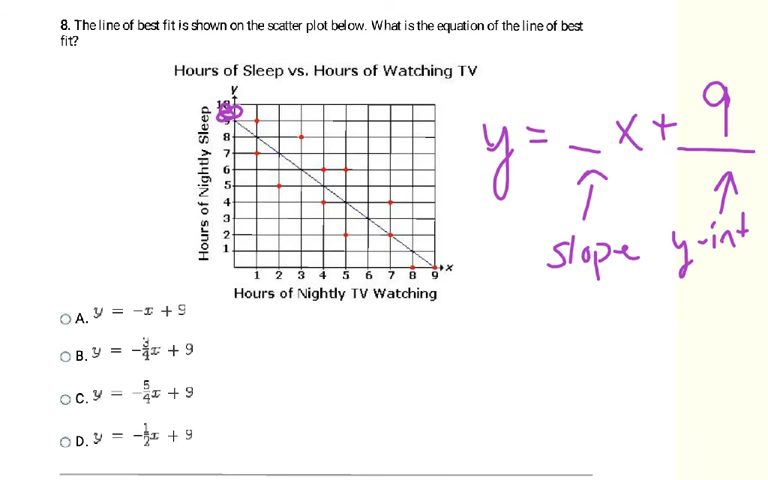 8. The line of best fit is shown on the scatter plot below. What is the equation of the line of best
fit?
Hours of Sleep vs. Hours of Watching TV
y
10
9
8
7
6
5
4
3
2
1
Hours of Nightly Sleep
1 2 3 4 5 6 7 8 9 x
Hours of Nightly TV Watching
y = _ x + 9
slope y-int
A. y = -x + 9
B. y = -3/4x + 9
C. y = -5/4x + 9
D. y = -1/2x + 9